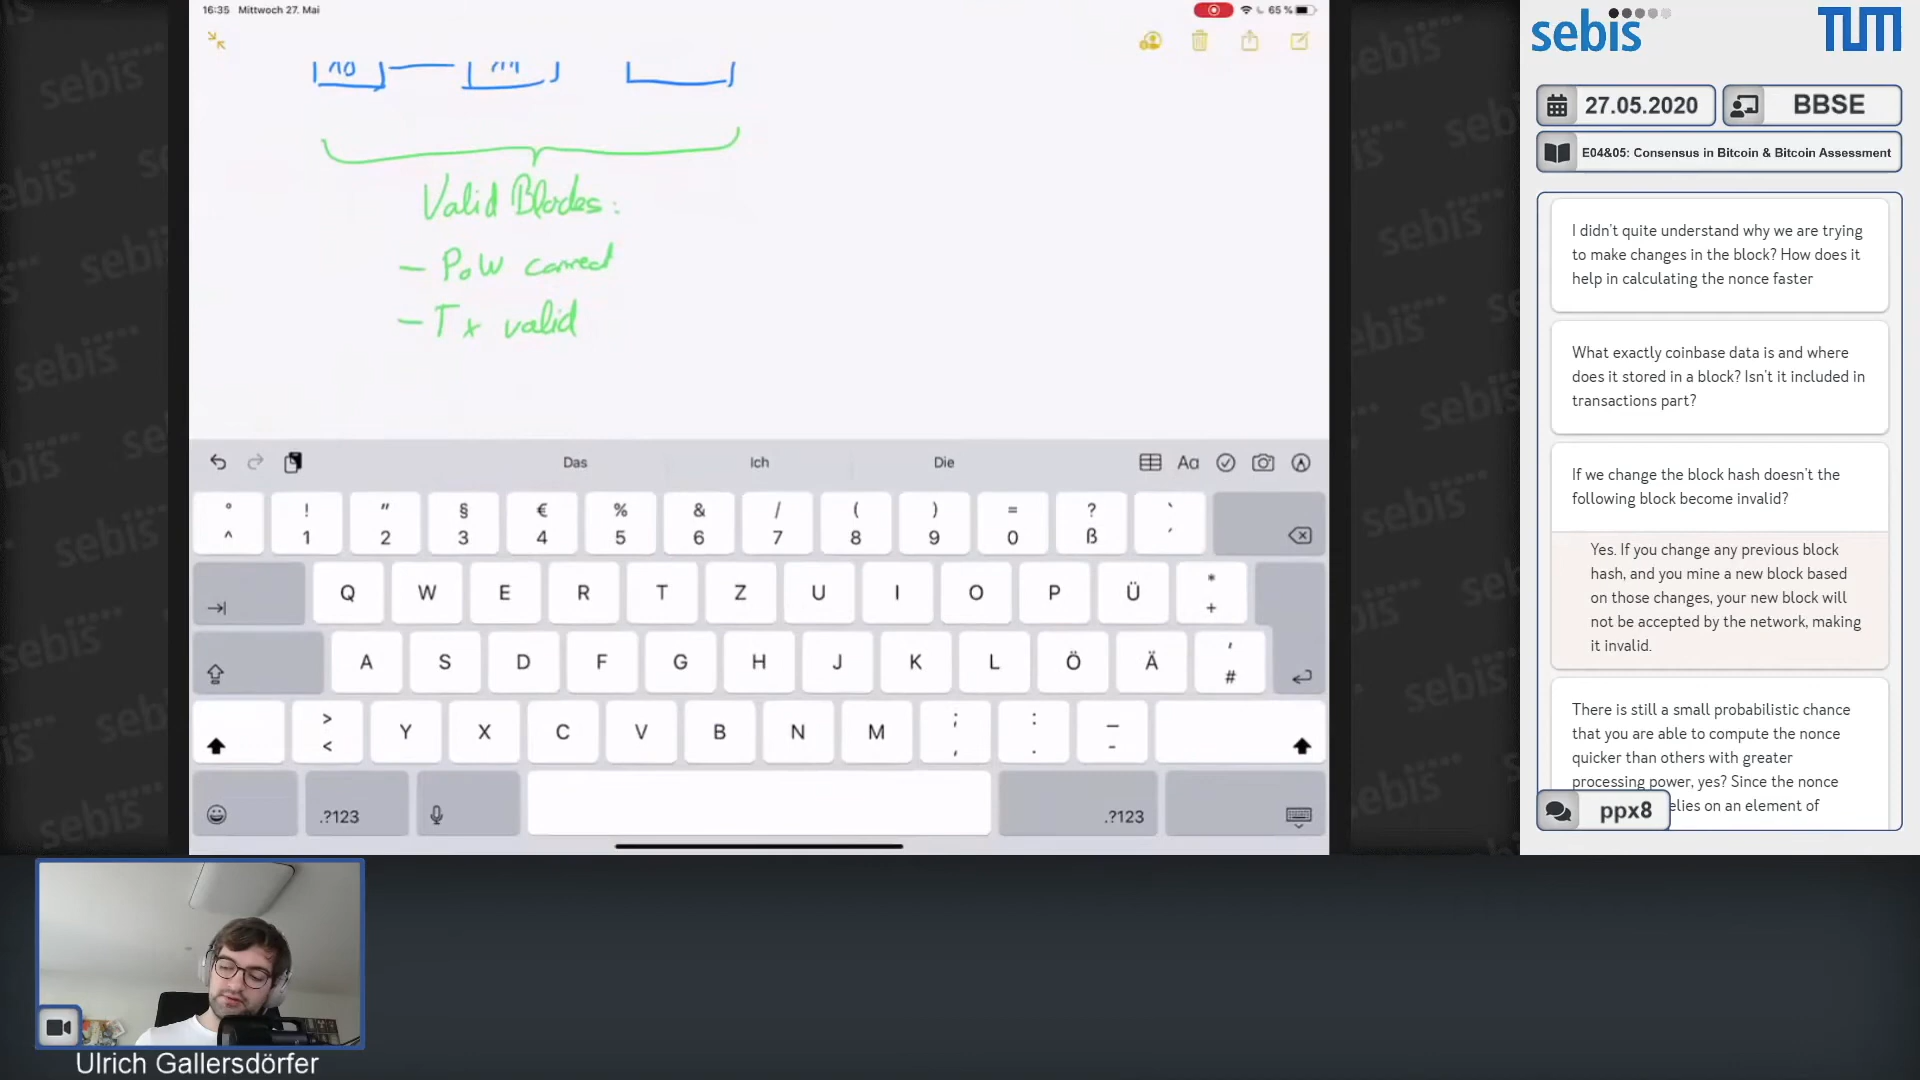 16:35 Mittwoch 27. Mai
65 %
Valid Blocks:
- PoW correct
- Tx valid
Das
Ich
Die
° ! " § € % & / ( ) = ? `
^ 1 2 3 4 5 6 7 8 9 0 ß ´
Q W E R T Z U I O P Ü * +
A S D F G H J K L Ö Ä ' #
> < Y X C V B N M ; , : . _ -
.?123
.?123
Ulrich Gallersdörfer
sebis
TUM
27.05.2020
BBSE
E04&05: Consensus in Bitcoin & Bitcoin Assessment
I didn't quite understand why we are trying
to make changes in the block? How does it
help in calculating the nonce faster
What exactly coinbase data is and where
does it stored in a block? Isn't it included in
transactions part?
If we change the block hash doesn't the
following block become invalid?
Yes. If you change any previous block
hash, and you mine a new block based
on those changes, your new block will
not be accepted by the network, making
it invalid.
There is still a small probabilistic chance
that you are able to compute the nonce
quicker than others with greater
processing power, yes? Since the nonce
elies on an element of
ppx8